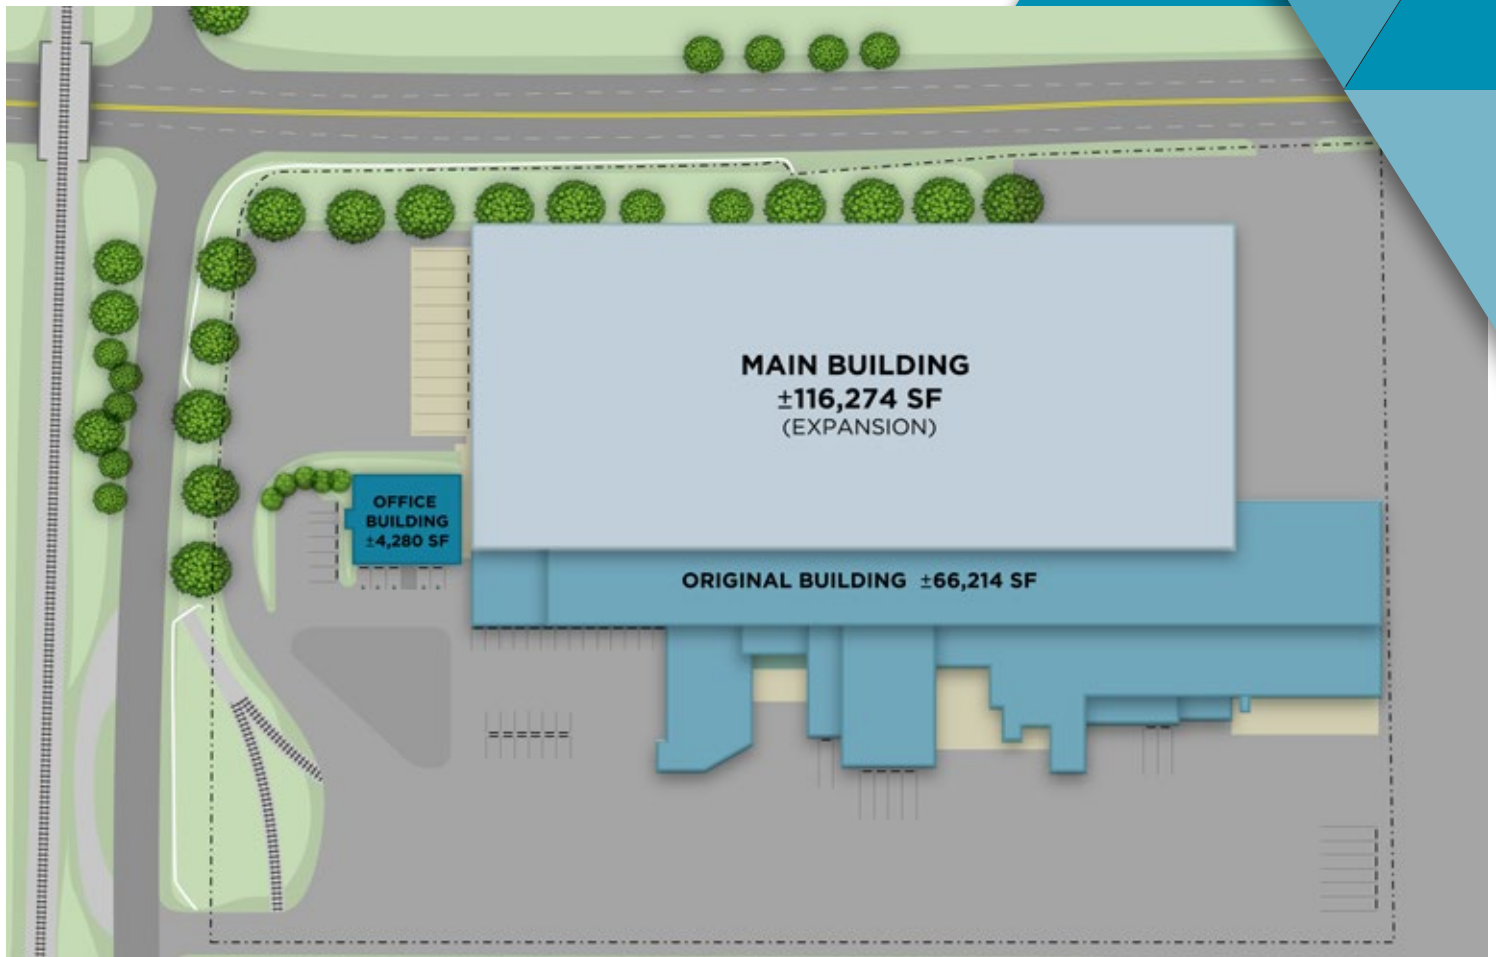 MAIN BUILDING
±116,274 SF
(EXPANSION)
OFFICE
BUILDING
±4,280 SF
ORIGINAL BUILDING ±66,214 SF